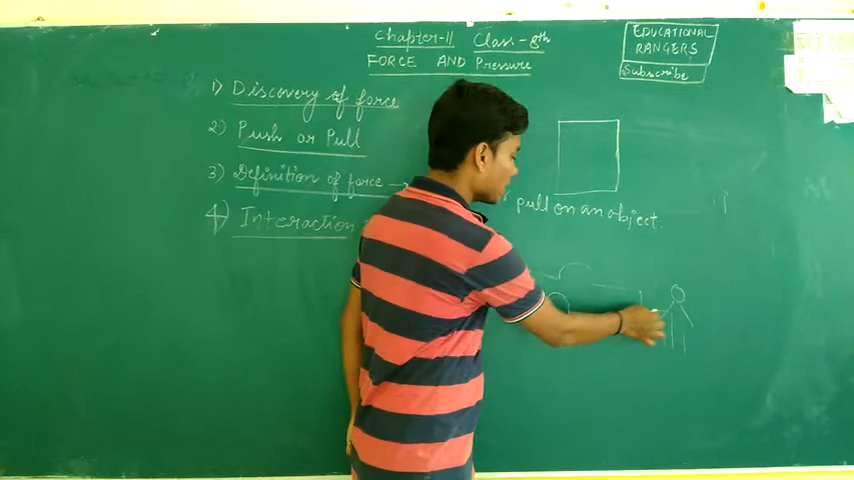 Chapter-11 Class-8th
FORCE AND Pressure
EDUCATIONAL
RANGERS
Subscribe
1) Discovery of force
2) Push or Pull
3) Definition of force →
pull on an object.
4) Interaction